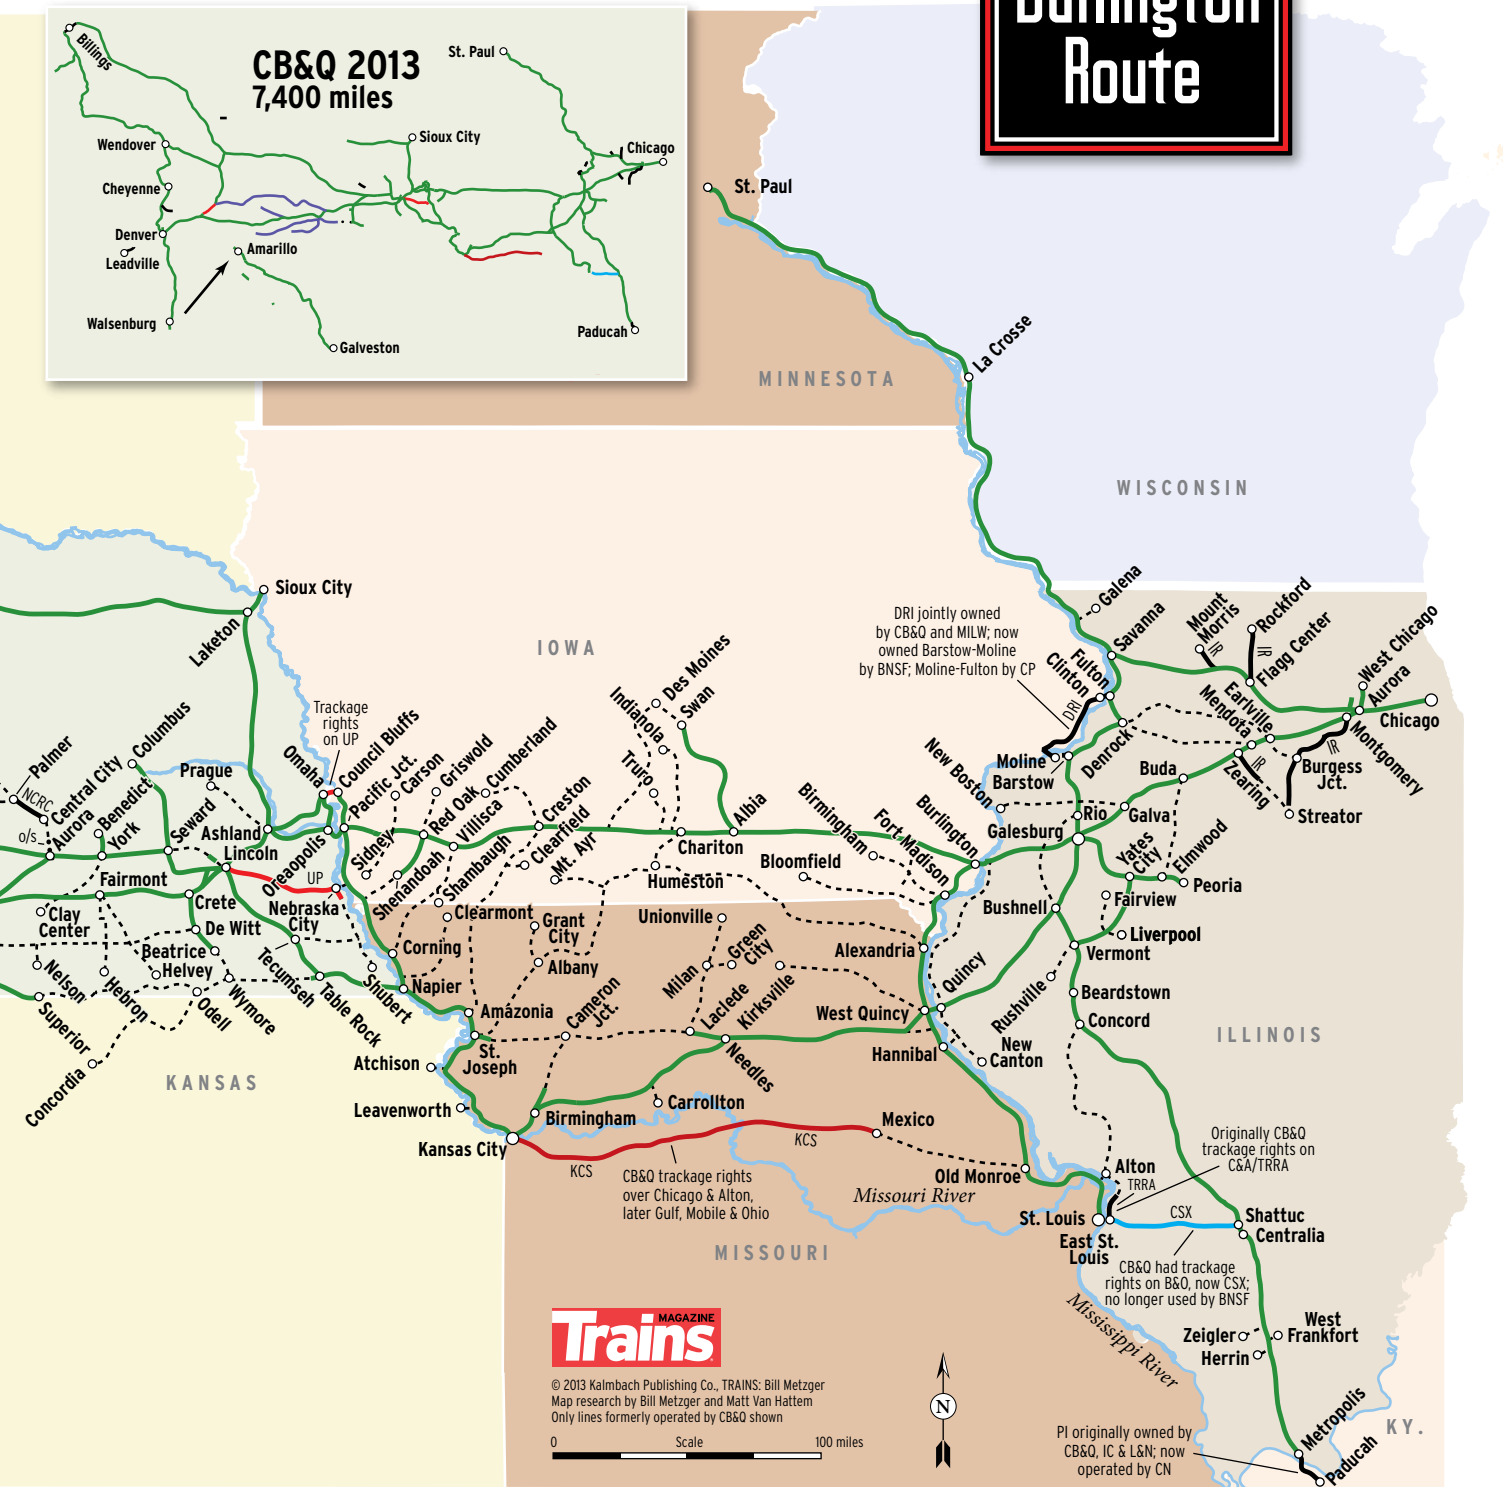 Burlington
Route
CB&Q 2013
7,400 miles
Billings
St. Paul
Wendover
Sioux City
Chicago
Cheyenne
Denver
Leadville
Amarillo
Walsenburg
Galveston
Paducah
St. Paul
La Crosse
MINNESOTA
WISCONSIN
Sioux City
Laketon
IOWA
DRI jointly owned
by CB&Q and MILW; now
owned Barstow-Moline
by BNSF; Moline-Fulton by CP
Galena
Savanna
Mount
Morris
IR
Rockford
IR
Flagg Center
West Chicago
Aurora
Chicago
Fulton
Clinton
DRI
Earlville
Mendota
Montgomery
IR
Burgess
Jct.
IR
Zearing
Streator
Denrock
Moline
Barstow
Buda
New Boston
Rio
Galva
Galesburg
Yates
City
Elmwood
Peoria
Trackage
rights
on UP
Omaha
Council Bluffs
Pacific Jct.
Carson
Griswold
Red Oak
Cumberland
Villisca
Creston
Clearfield
Mt. Ayr
Indianola
Des Moines
Swan
Truro
Albia
Chariton
Humeston
Birmingham
Bloomfield
Fort Madison
Burlington
Palmer
NCRC
Central City
Columbus
o/s
Aurora
Benedict
York
Prague
Seward
Ashland
Lincoln
Oreapolis
UP
Sidney
Shenandoah
Shambaugh
Fairmont
Clay
Center
Crete
Nebraska
City
De Witt
Beatrice
Helvey
Nelson
Hebron
Superior
Odell
Wymore
Tecumseh
Table Rock
Shubert
Concordia
KANSAS
Corning
Napier
Clearmont
Grant
City
Albany
Amazonia
St.
Joseph
Atchison
Leavenworth
Kansas City
Cameron
Jct.
Birmingham
Unionville
Milan
Green
City
Laclede
Kirksville
Needles
Carrollton
Alexandria
West Quincy
Quincy
Hannibal
New
Canton
Bushnell
Fairview
Liverpool
Vermont
Rushville
Beardstown
Concord
ILLINOIS
KCS
KCS
Mexico
CB&Q trackage rights
over Chicago & Alton,
later Gulf, Mobile & Ohio
Missouri River
MISSOURI
Old Monroe
Alton
TRRA
Originally CB&Q
trackage rights on
C&A/TRRA
St. Louis
East St.
Louis
CSX
Shattuc
Centralia
CB&Q had trackage
rights on B&O, now CSX;
no longer used by BNSF
Mississippi River
Zeigler
West
Frankfort
Herrin
Metropolis
Paducah
KY.
PI originally owned by
CB&Q, IC & L&N; now
operated by CN
Trains
MAGAZINE
© 2013 Kalmbach Publishing Co., TRAINS: Bill Metzger
Map research by Bill Metzger and Matt Van Hattem
Only lines formerly operated by CB&Q shown
0 Scale 100 miles
N